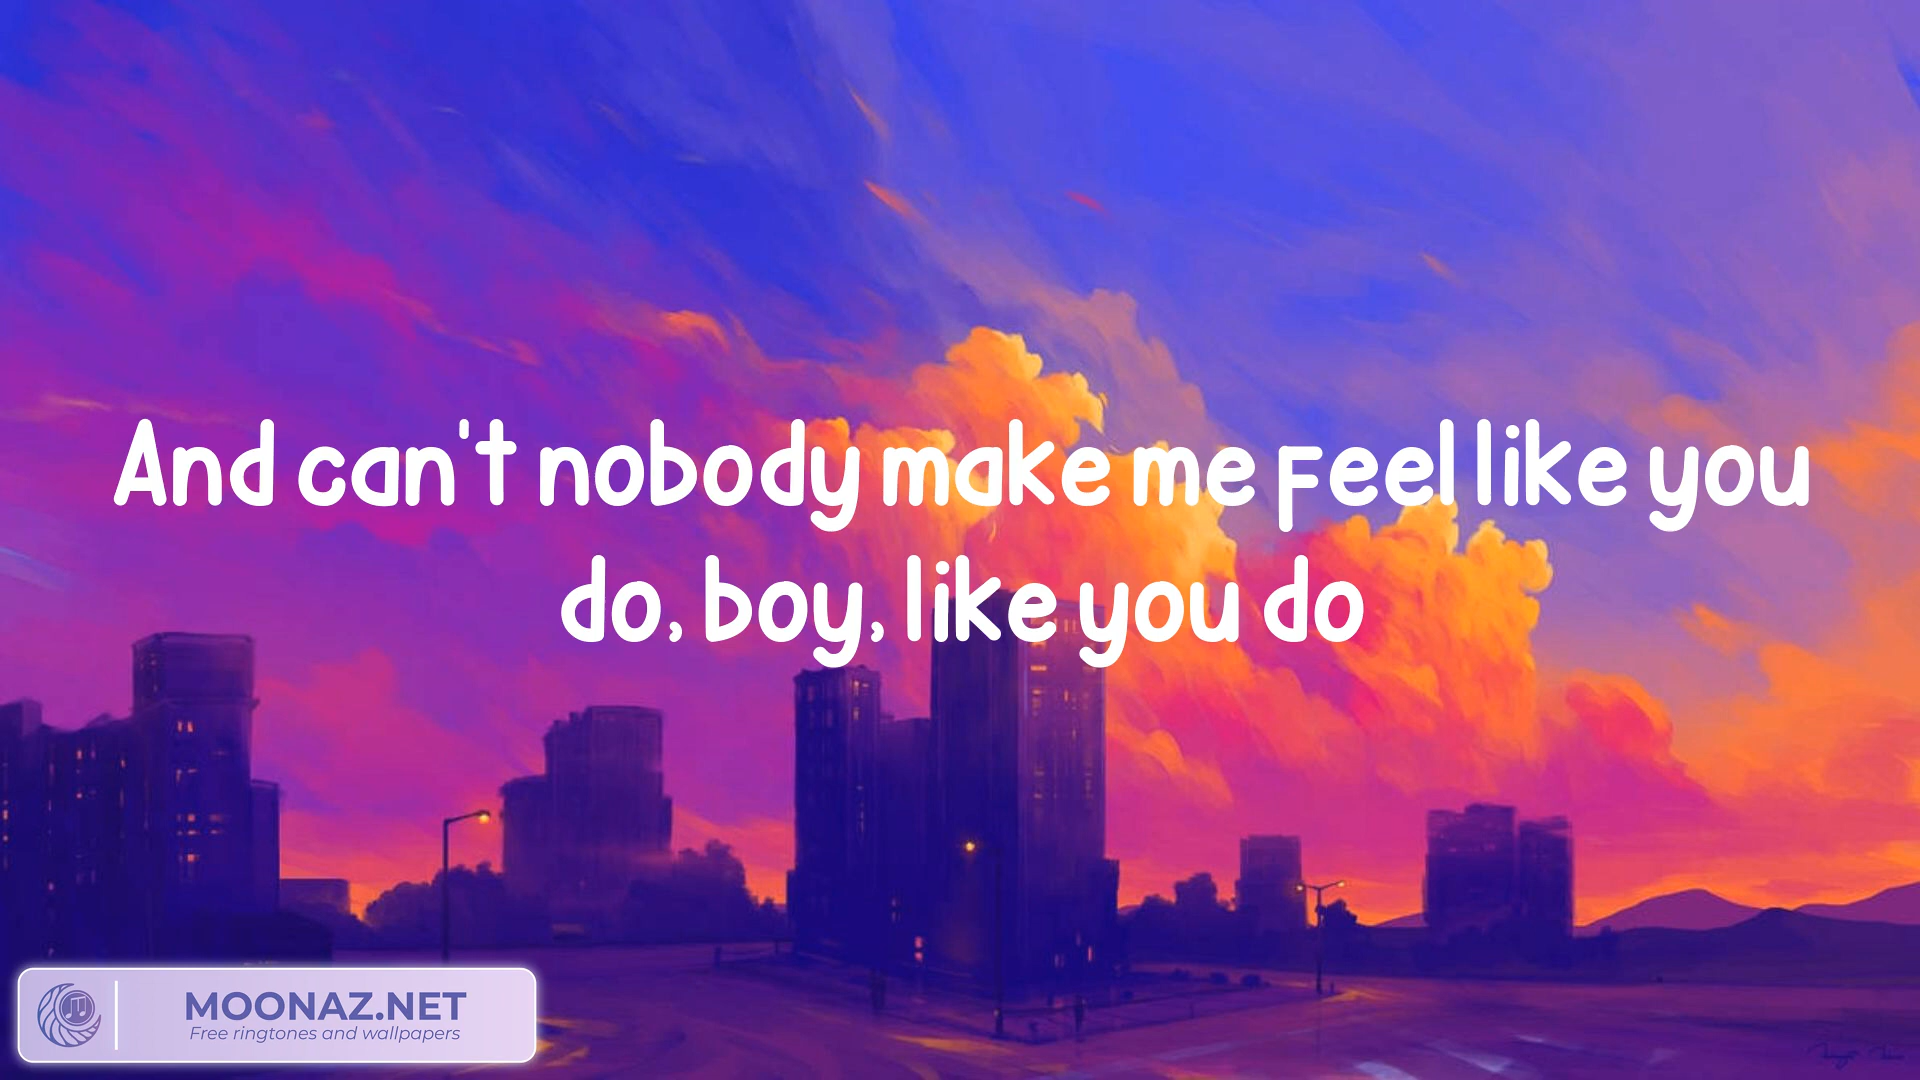 And can't nobody make me feel like you
do, boy, like you do
MOONAZ.NET
Free ringtones and wallpapers